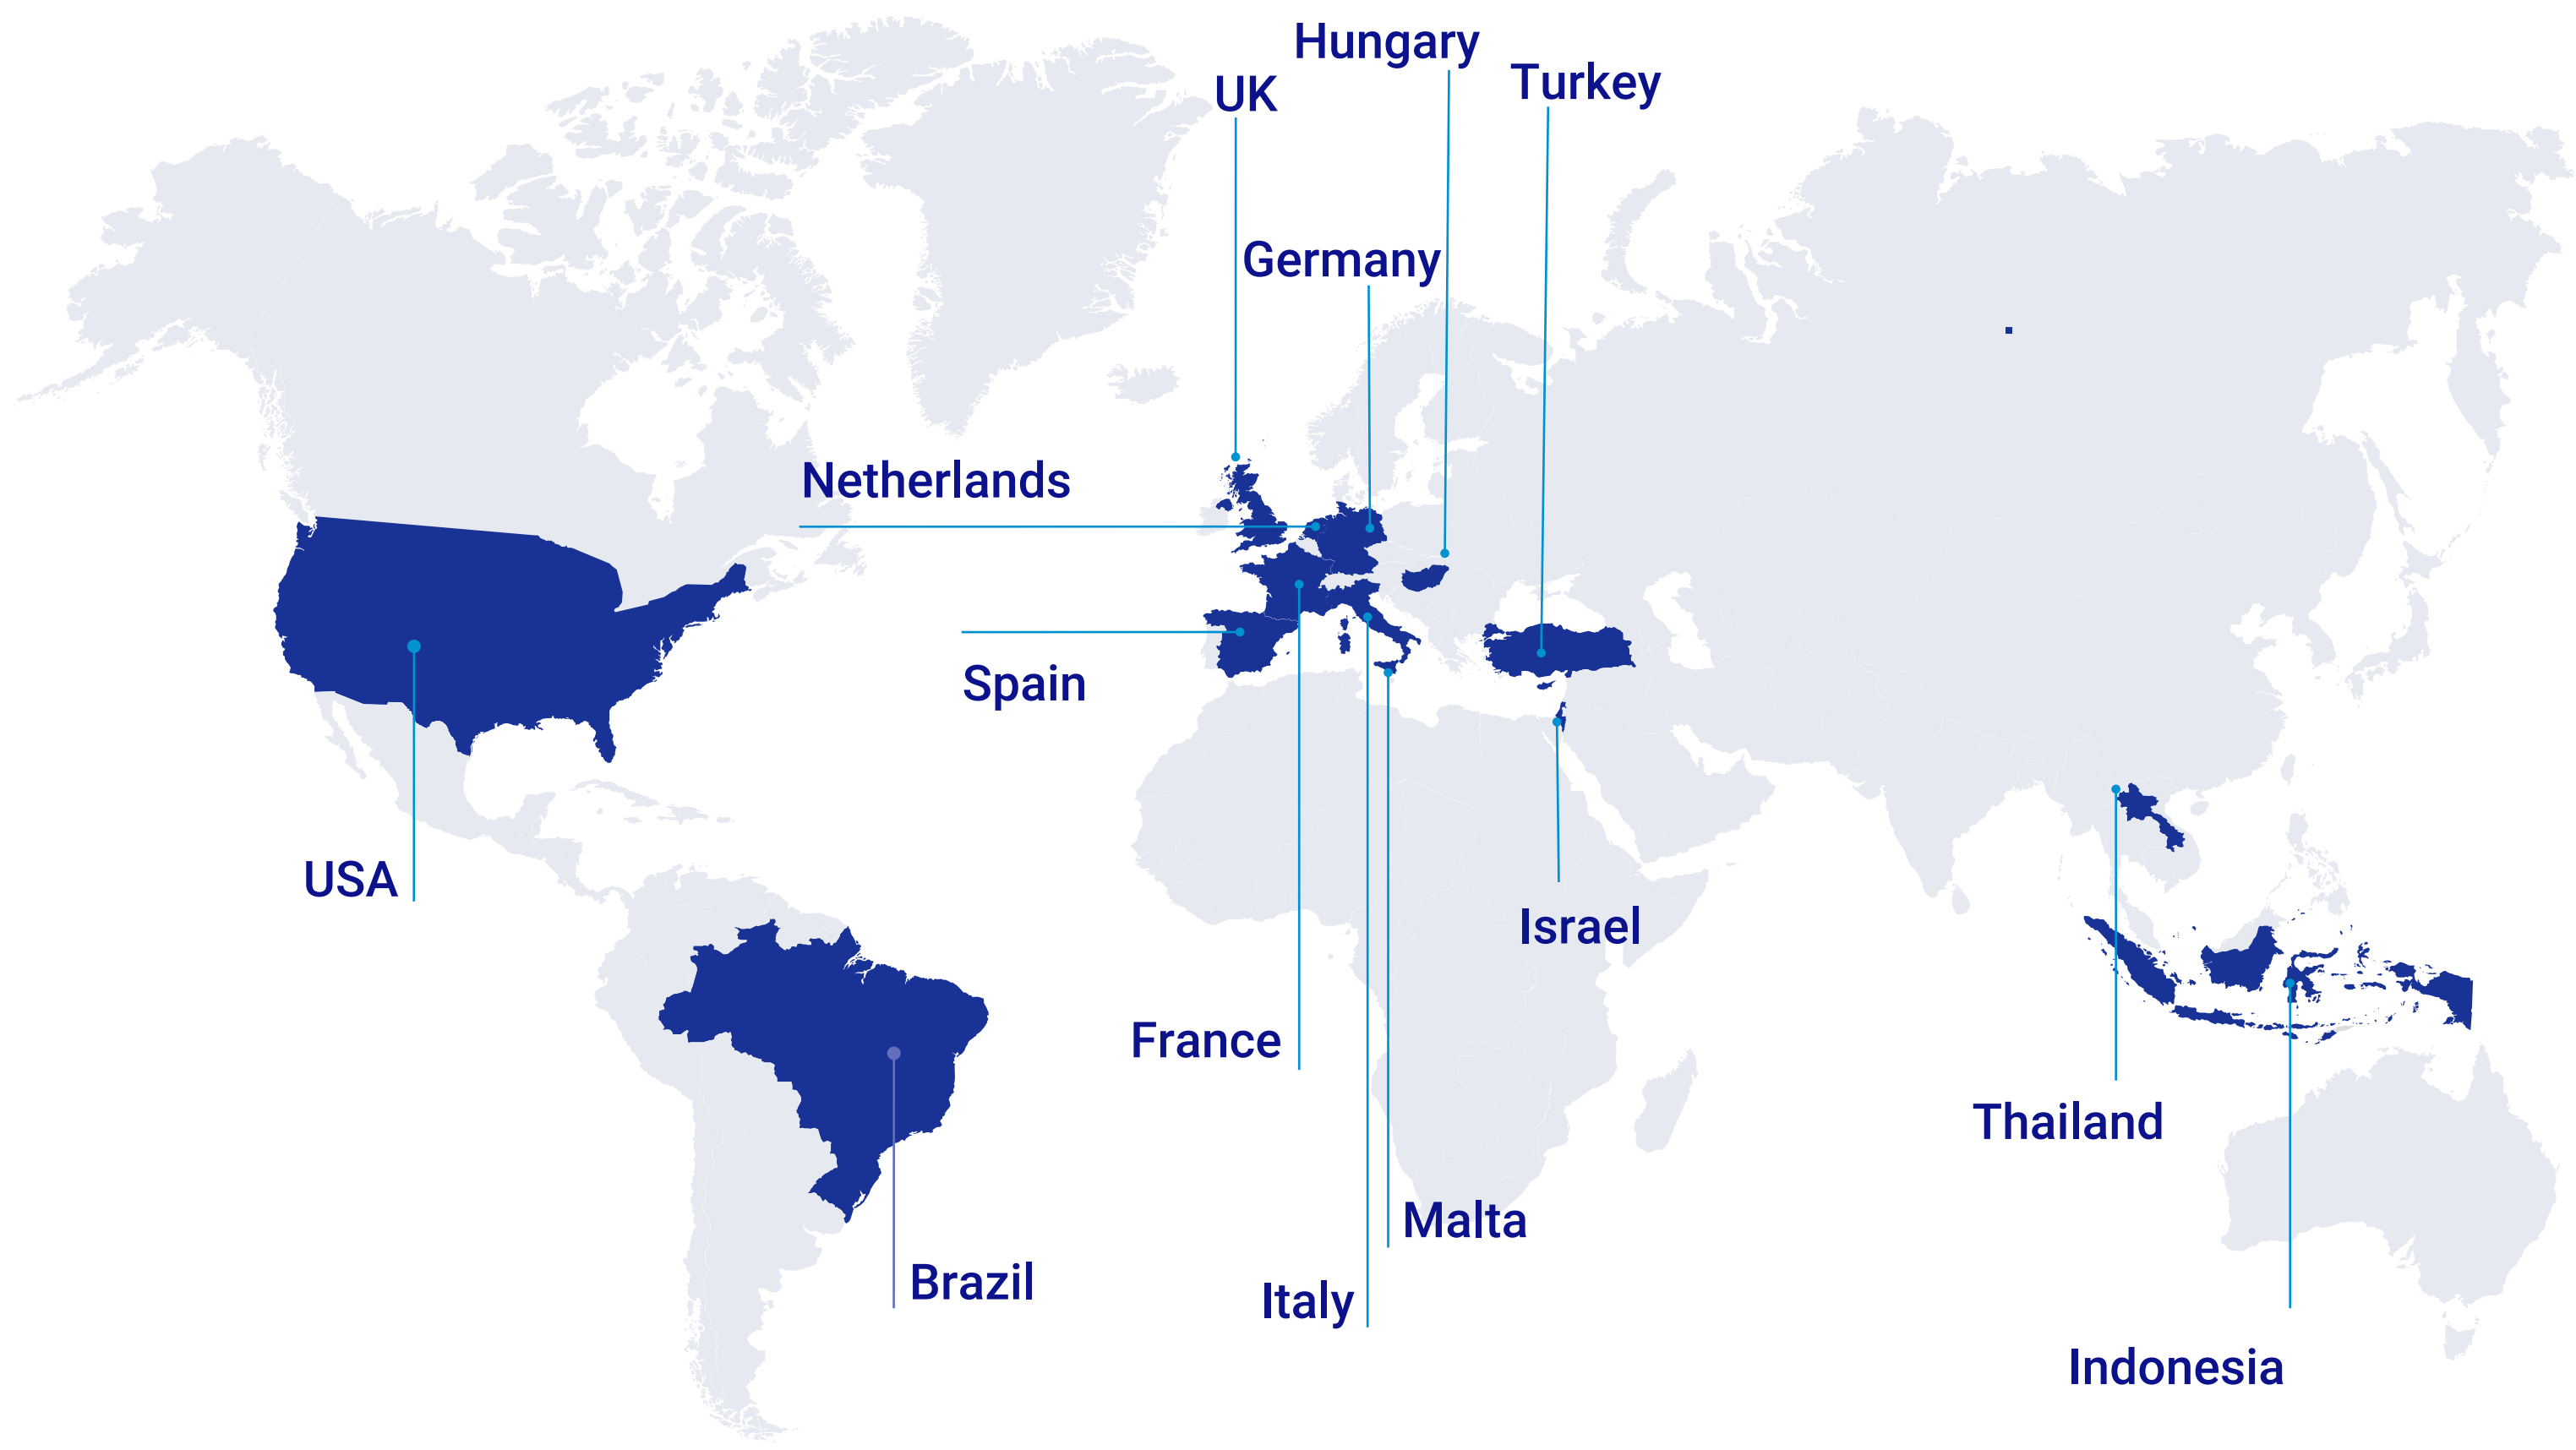 Hungary
UK
Turkey
Germany
Netherlands
Spain
USA
Israel
France
Thailand
Malta
Brazil
Italy
Indonesia